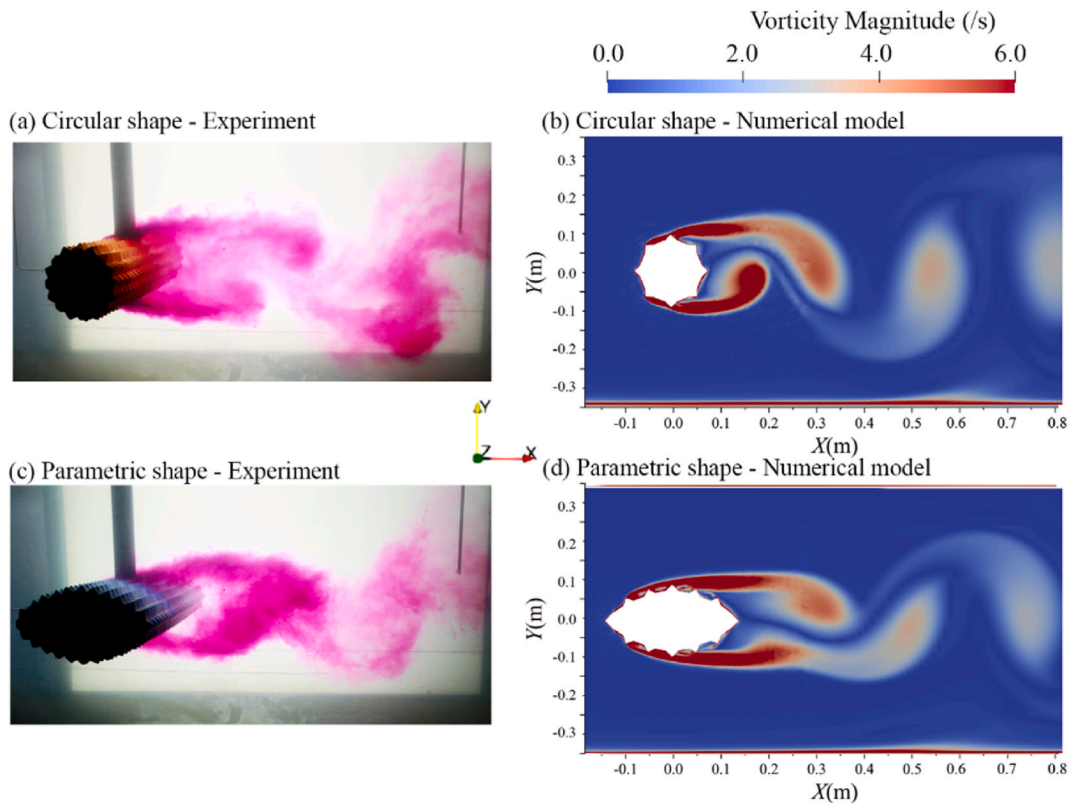 Vorticity Magnitude (/s)
0.0 2.0 4.0 6.0
(a) Circular shape - Experiment
(b) Circular shape - Numerical model
0.3
0.2
0.1
0.0
-0.1
-0.2
-0.3
Y(m)
-0.1 0.0 0.1 0.2 0.3 0.4 0.5 0.6 0.7 0.8
X(m)
Y
Z
X
(c) Parametric shape - Experiment
(d) Parametric shape - Numerical model
0.3
0.2
0.1
0.0
-0.1
-0.2
-0.3
Y(m)
-0.1 0.0 0.1 0.2 0.3 0.4 0.5 0.6 0.7 0.8
X(m)